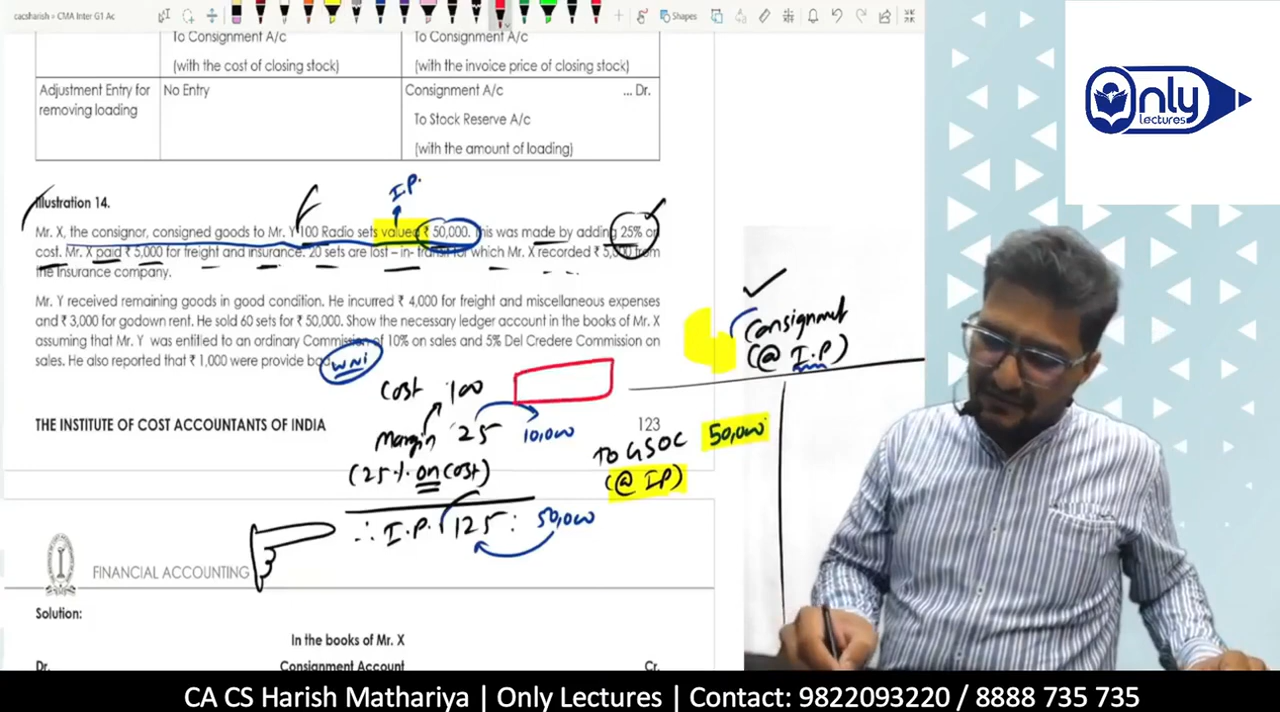 cacsharish » CMA Inter G1 Ac
Shapes
To Consignment A/c
(with the cost of closing stock)
To Consignment A/c
(with the invoice price of closing stock)
Adjustment Entry for
removing loading
No Entry
Consignment A/c ... Dr.
To Stock Reserve A/c
(with the amount of loading)
I.P.
Illustration 14.
Mr. X, the consignor, consigned goods to Mr. Y 100 Radio sets valued ₹ 50,000. This was made by adding 25% on
cost. Mr. X paid ₹ 5,000 for freight and insurance. 20 sets are lost – in- transit for which Mr. X recorded ₹ 5,000 from
the Insurance company.
Mr. Y received remaining goods in good condition. He incurred ₹ 4,000 for freight and miscellaneous expenses
and ₹ 3,000 for godown rent. He sold 60 sets for ₹ 50,000. Show the necessary ledger account in the books of Mr. X
assuming that Mr. Y was entitled to an ordinary Commission of 10% on sales and 5% Del Credere Commission on
sales. He also reported that ₹ 1,000 were provide
WN1
Cost 100
Margin 25 10,000
(25% on cost)
∴ I.P. 125 : 50,000
Consignment
(@ I.P)
To GSOC 50,000
(@ IP)
THE INSTITUTE OF COST ACCOUNTANTS OF INDIA
123
FINANCIAL ACCOUNTING
Solution:
In the books of Mr. X
Dr. Consignment Account Cr.
Only
Lectures
CA CS Harish Mathariya | Only Lectures | Contact: 9822093220 / 8888 735 735